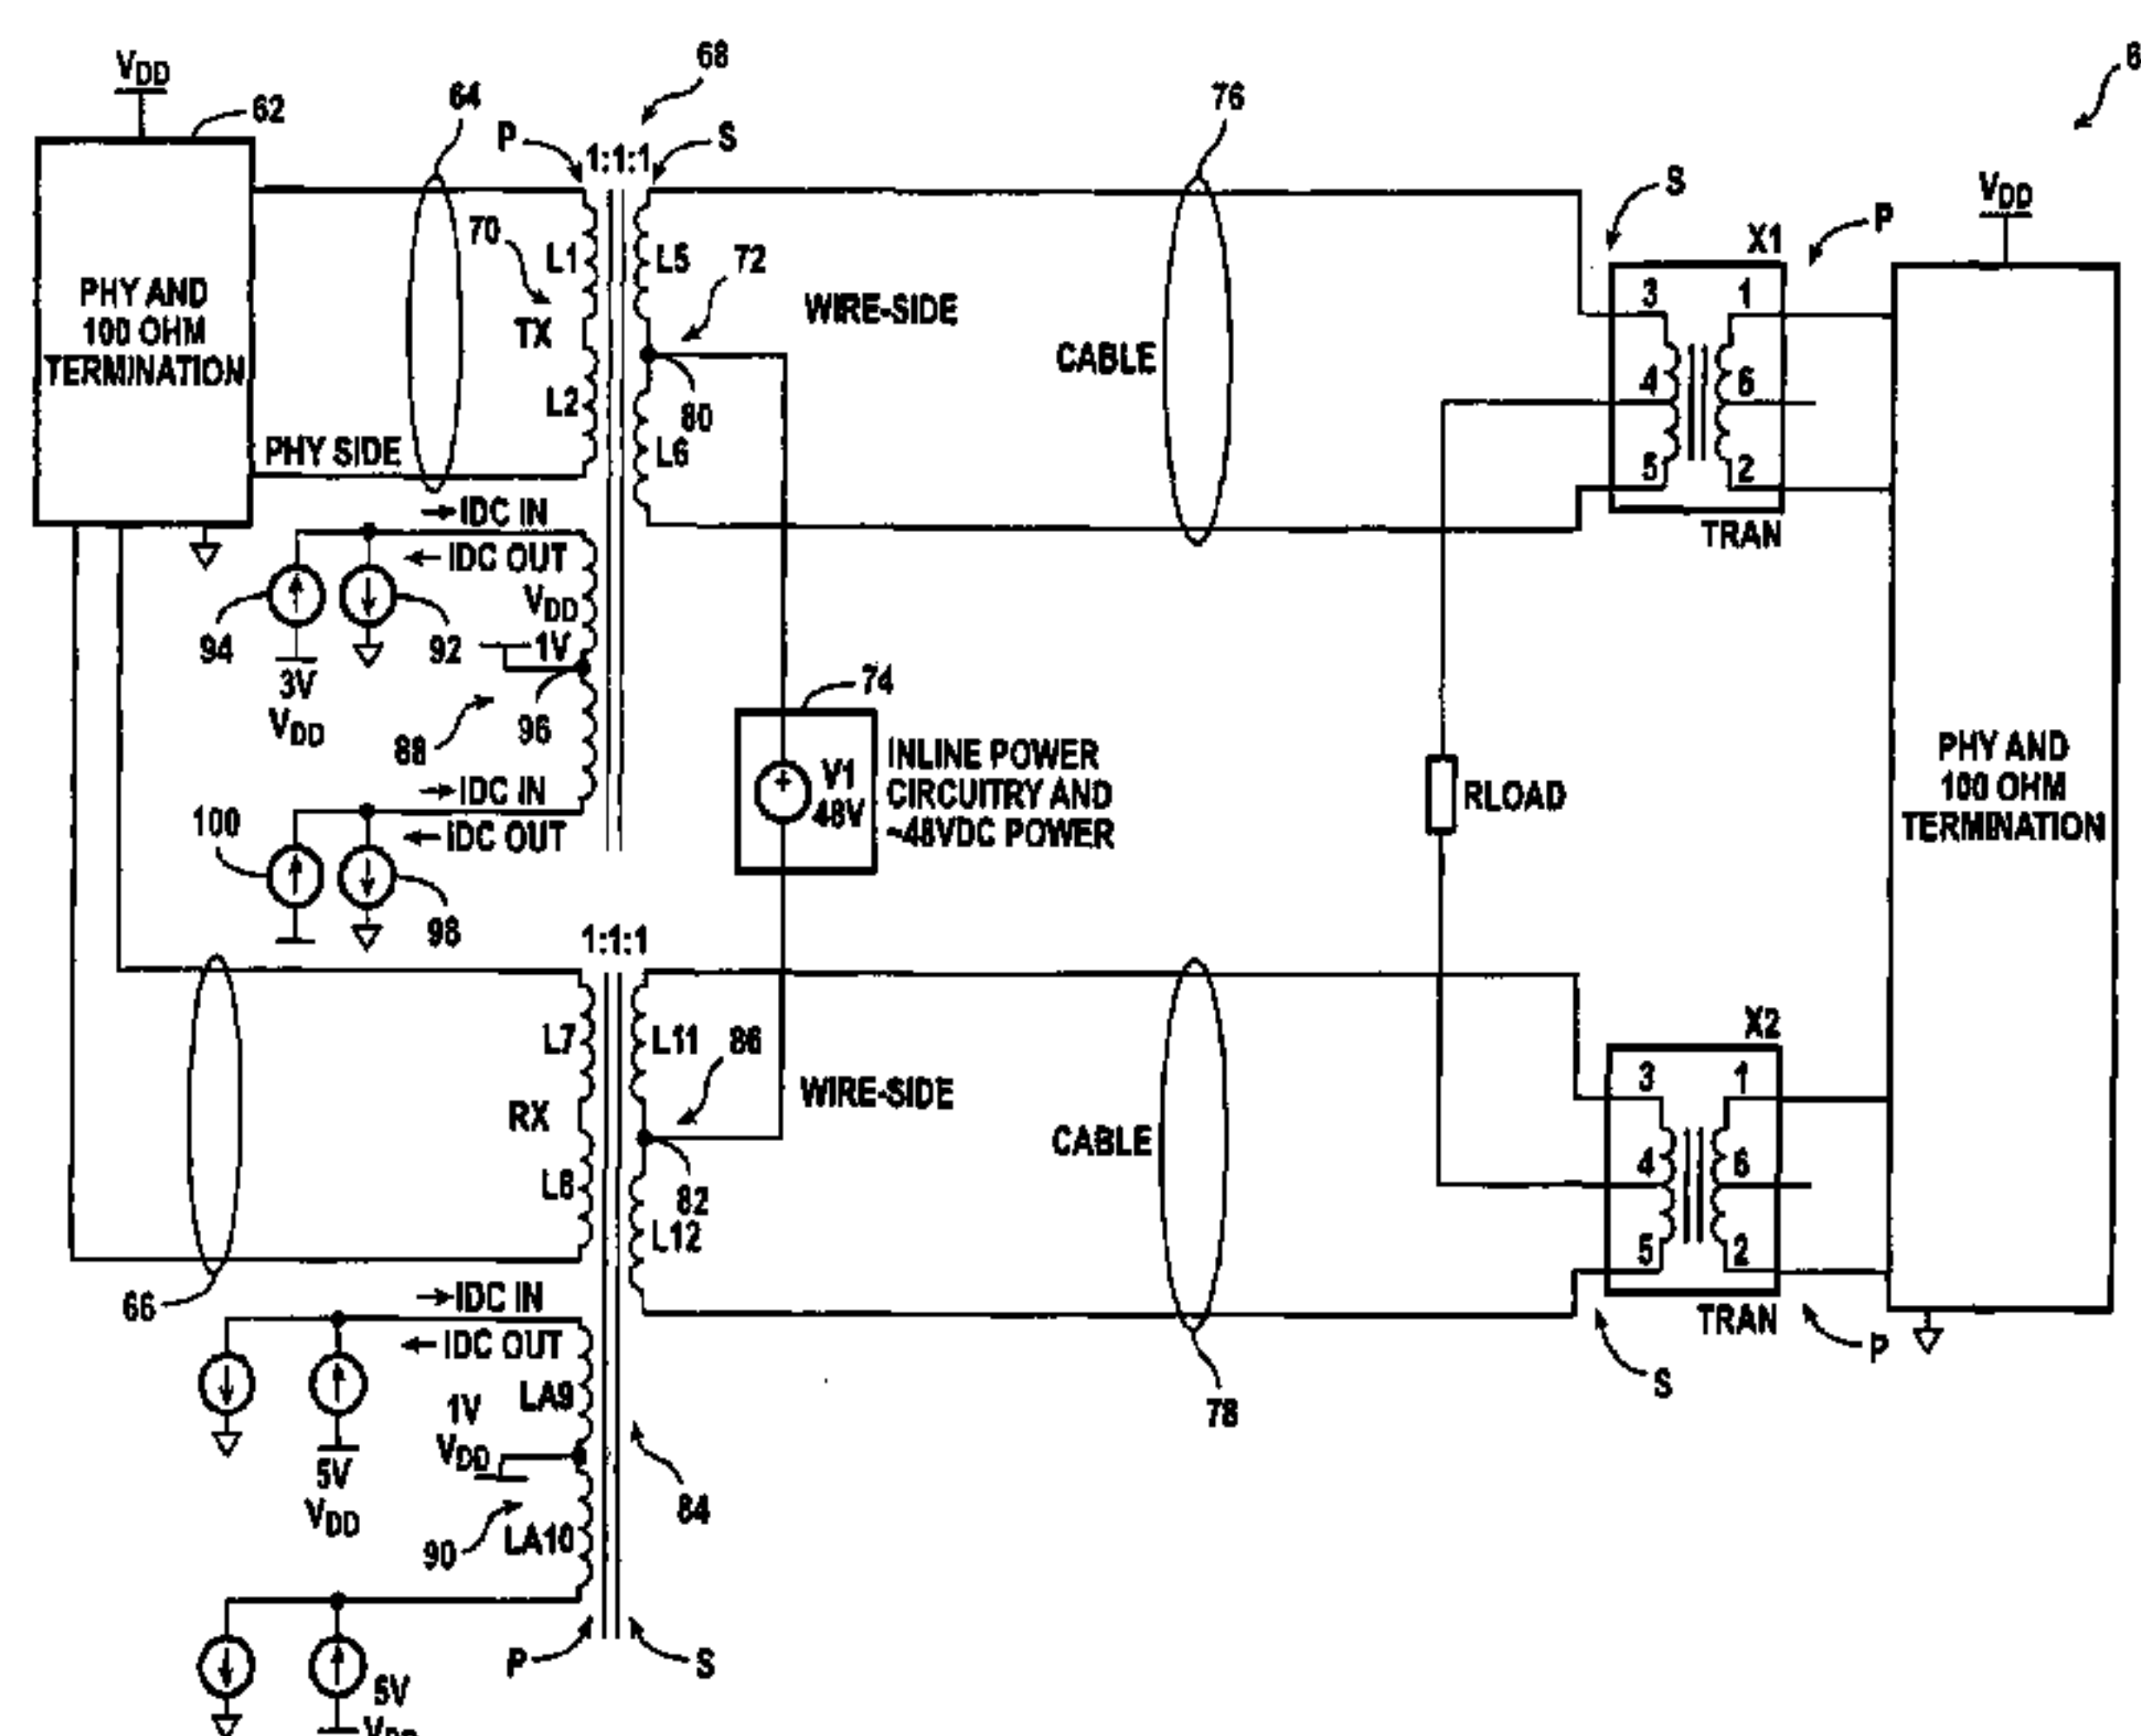 VDD
62
64
68
P
1:1:1
S
76
6
S
VDD
X1
P
PHY AND
100 OHM
TERMINATION
70
L1
TX
L2
PHY SIDE
L5
72
80
L6
WIRE-SIDE
CABLE
3
1
4
6
5
2
TRAN
IDC IN
IDC OUT
VDD
1V
94
92
3V
VDD
88
96
IDC IN
IDC OUT
100
98
74
V1
48V
INLINE POWER
CIRCUITRY AND
~48VDC POWER
RLOAD
PHY AND
100 OHM
TERMINATION
1:1:1
L7
RX
L8
L11
86
82
L12
WIRE-SIDE
CABLE
X2
3
1
4
6
5
2
TRAN
P
S
66
78
IDC IN
IDC OUT
LA9
1V
VDD
5V
VDD
90
LA10
84
P
S
5V
VDD